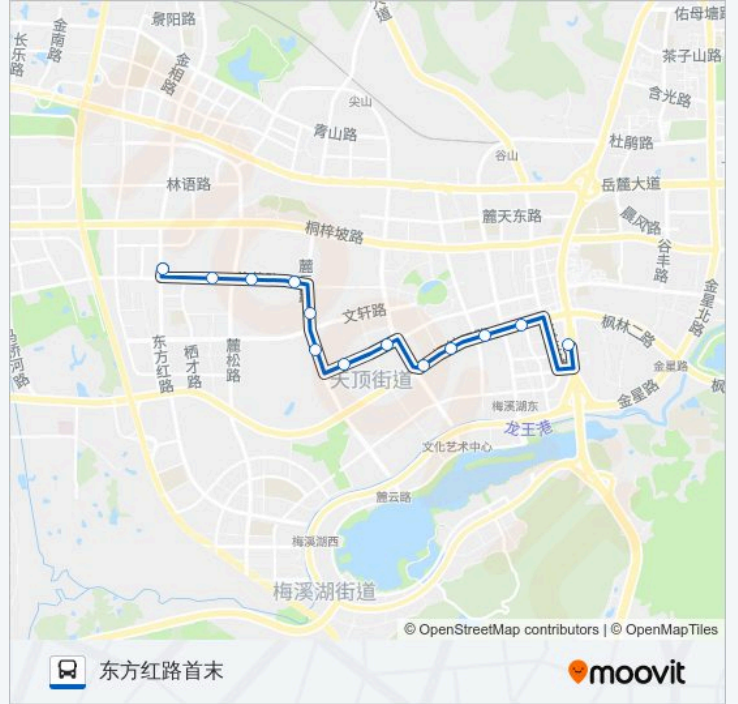 景阳路
佑母塘路
金南路
长乐路
茶子山路
金桐路
尖山
含光路
青山路
杜鹃路
谷山
林语路
岳麓大道
麓天东路
晨风路
桐梓坡路
谷丰路
麓
金星北路
文轩路
枫林二路
东方红路
栖才路
麓松路
金星路
枫
天顶街道
金星路
梅溪湖东
龙王港
文化艺术中心
麓云路
梅溪湖西
梅溪湖街道
© OpenStreetMap contributors | © OpenMapTiles
东方红路首末
moovit